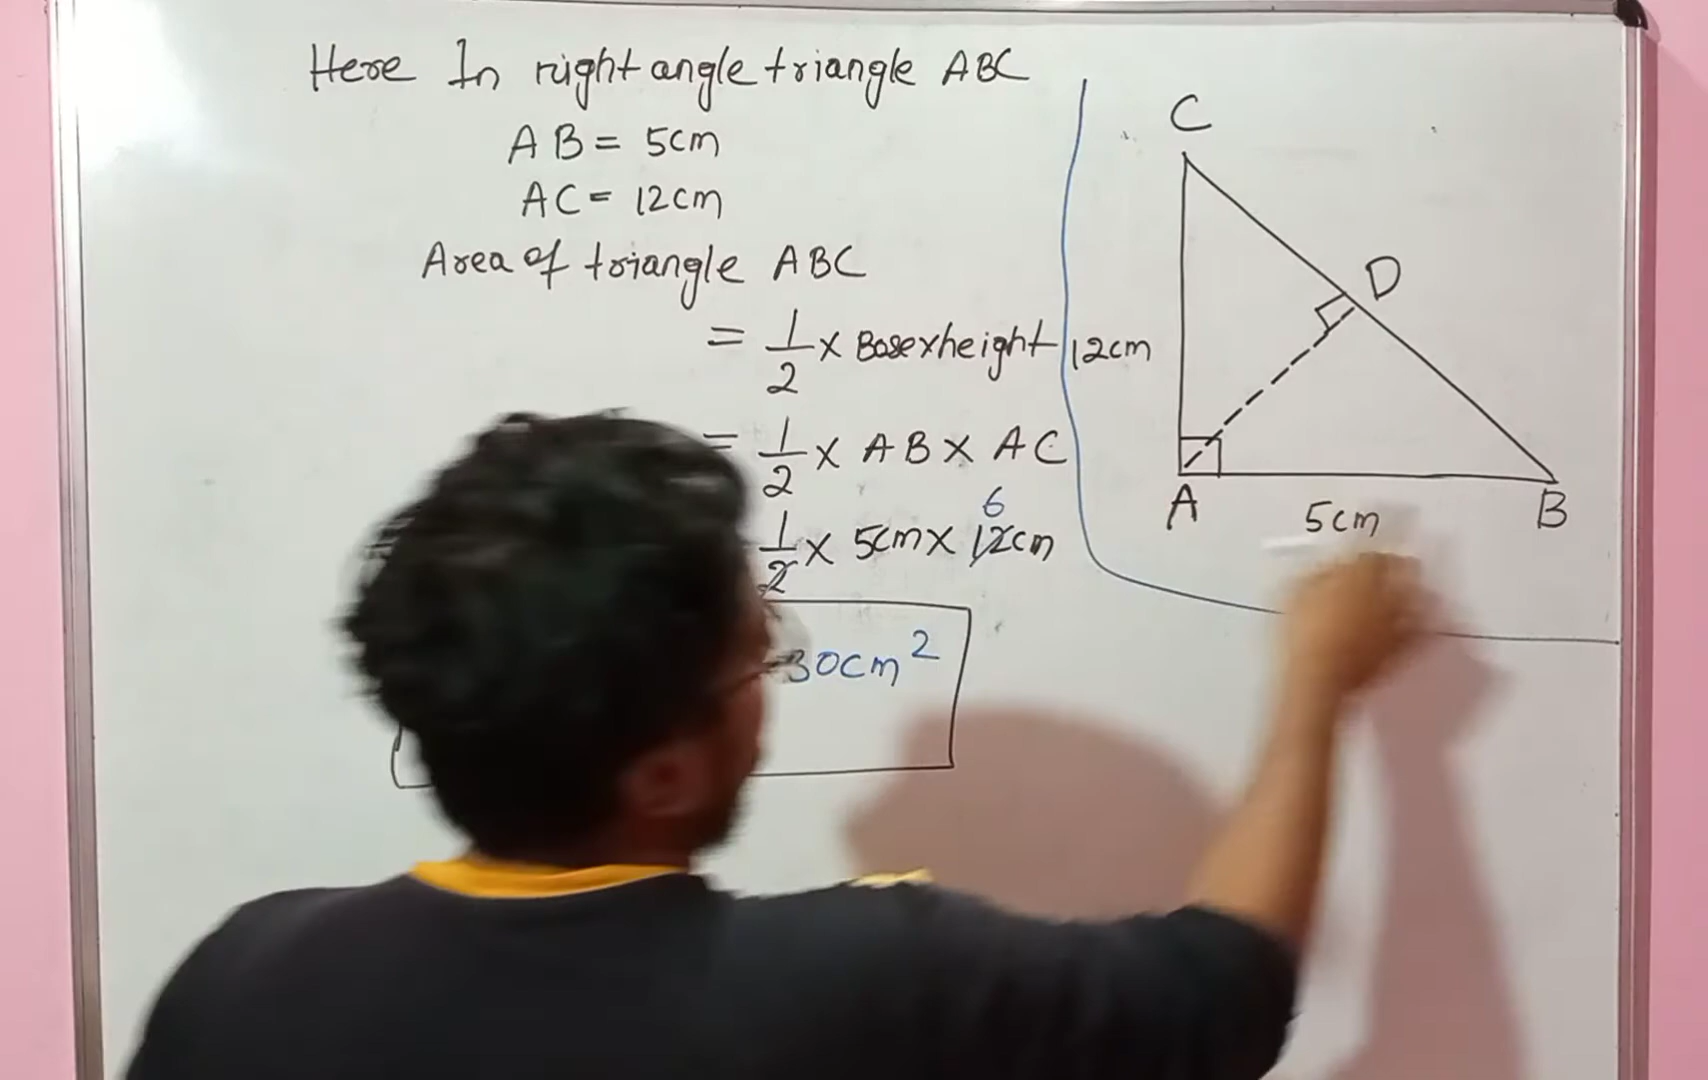 Here In right angle triangle ABC
AB = 5cm
AC = 12cm
Area of triangle ABC
= 1/2 × Base×height
= 1/2 × AB × AC
1/2 × 5cm × 12cm
6
30cm²
C
D
12cm
A
5cm
B